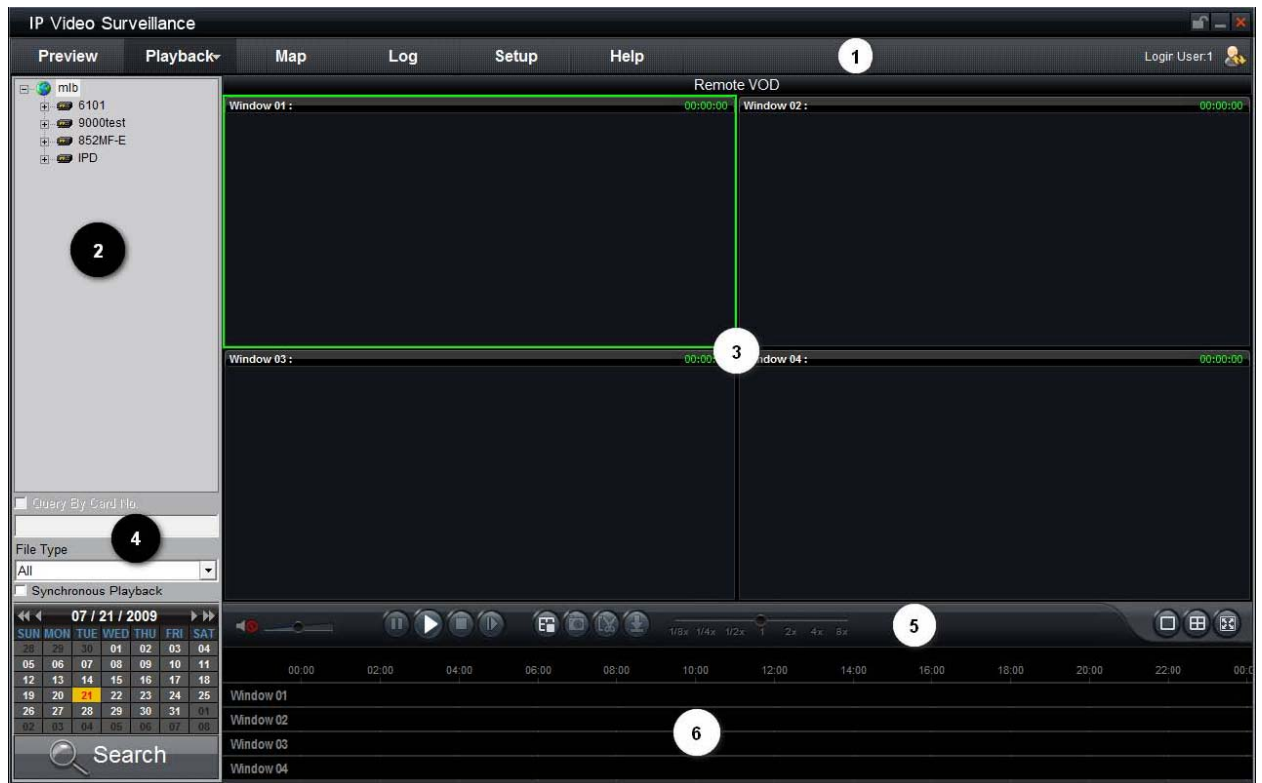 IP Video Surveillance
Preview Playback Map Log Setup Help 1 Login User:1
mlb
6101
9000test
852MF-E
IPD
2
Remote VOD
Window 01 : 00:00:00 Window 02 : 00:00:00
3
Window 03 : 00:00: ndow 04 : 00:00:00
Query By Card No.
4
File Type
All
Synchronous Playback
07 / 21 / 2009
SUN MON TUE WED THU FRI SAT
28 29 30 01 02 03 04
05 06 07 08 09 10 11
12 13 14 15 16 17 18
19 20 21 22 23 24 25
26 27 28 29 30 31 01
02 03 04 05 06 07 08
Search
1/8x 1/4x 1/2x 1 2x 4x 8x
5
00:00 02:00 04:00 06:00 08:00 10:00 12:00 14:00 16:00 18:00 20:00 22:00 00:0
Window 01
Window 02
6
Window 03
Window 04